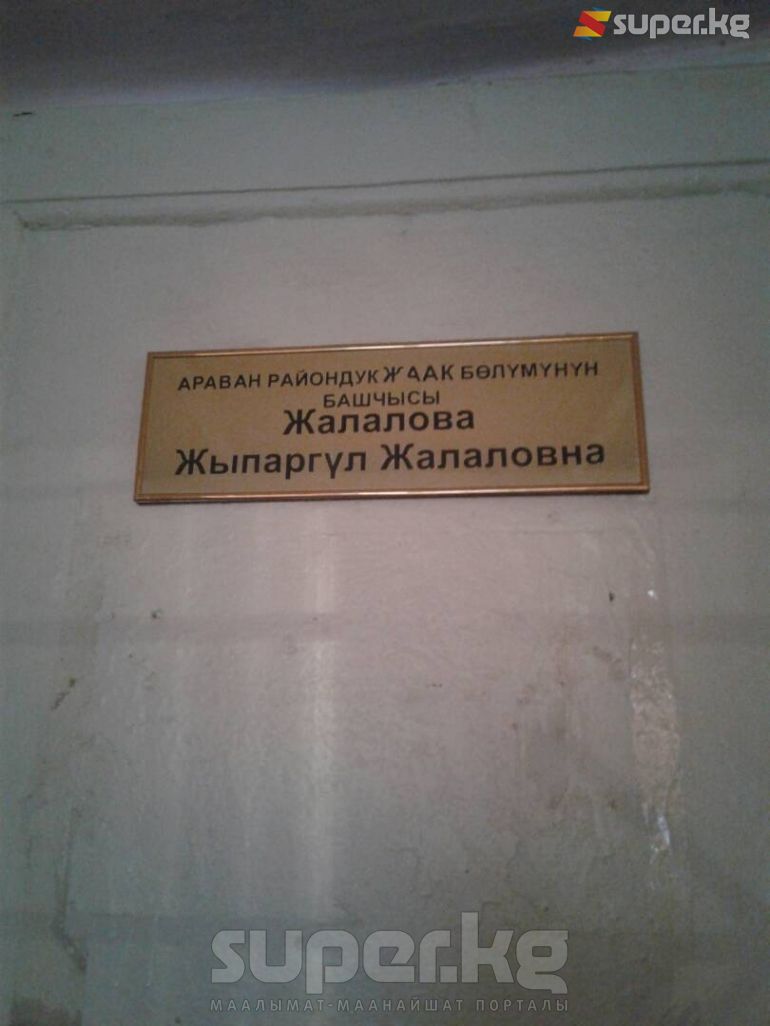 super.kg
АРАВАН РАЙОНДУК ЖААК БӨЛҮМҮНҮН
БАШЧЫСЫ
Жалалова
Жыпаргүл Жалаловна
super.kg
МААЛЫМАТ-МААНАЙШАТ ПОРТАЛЫ